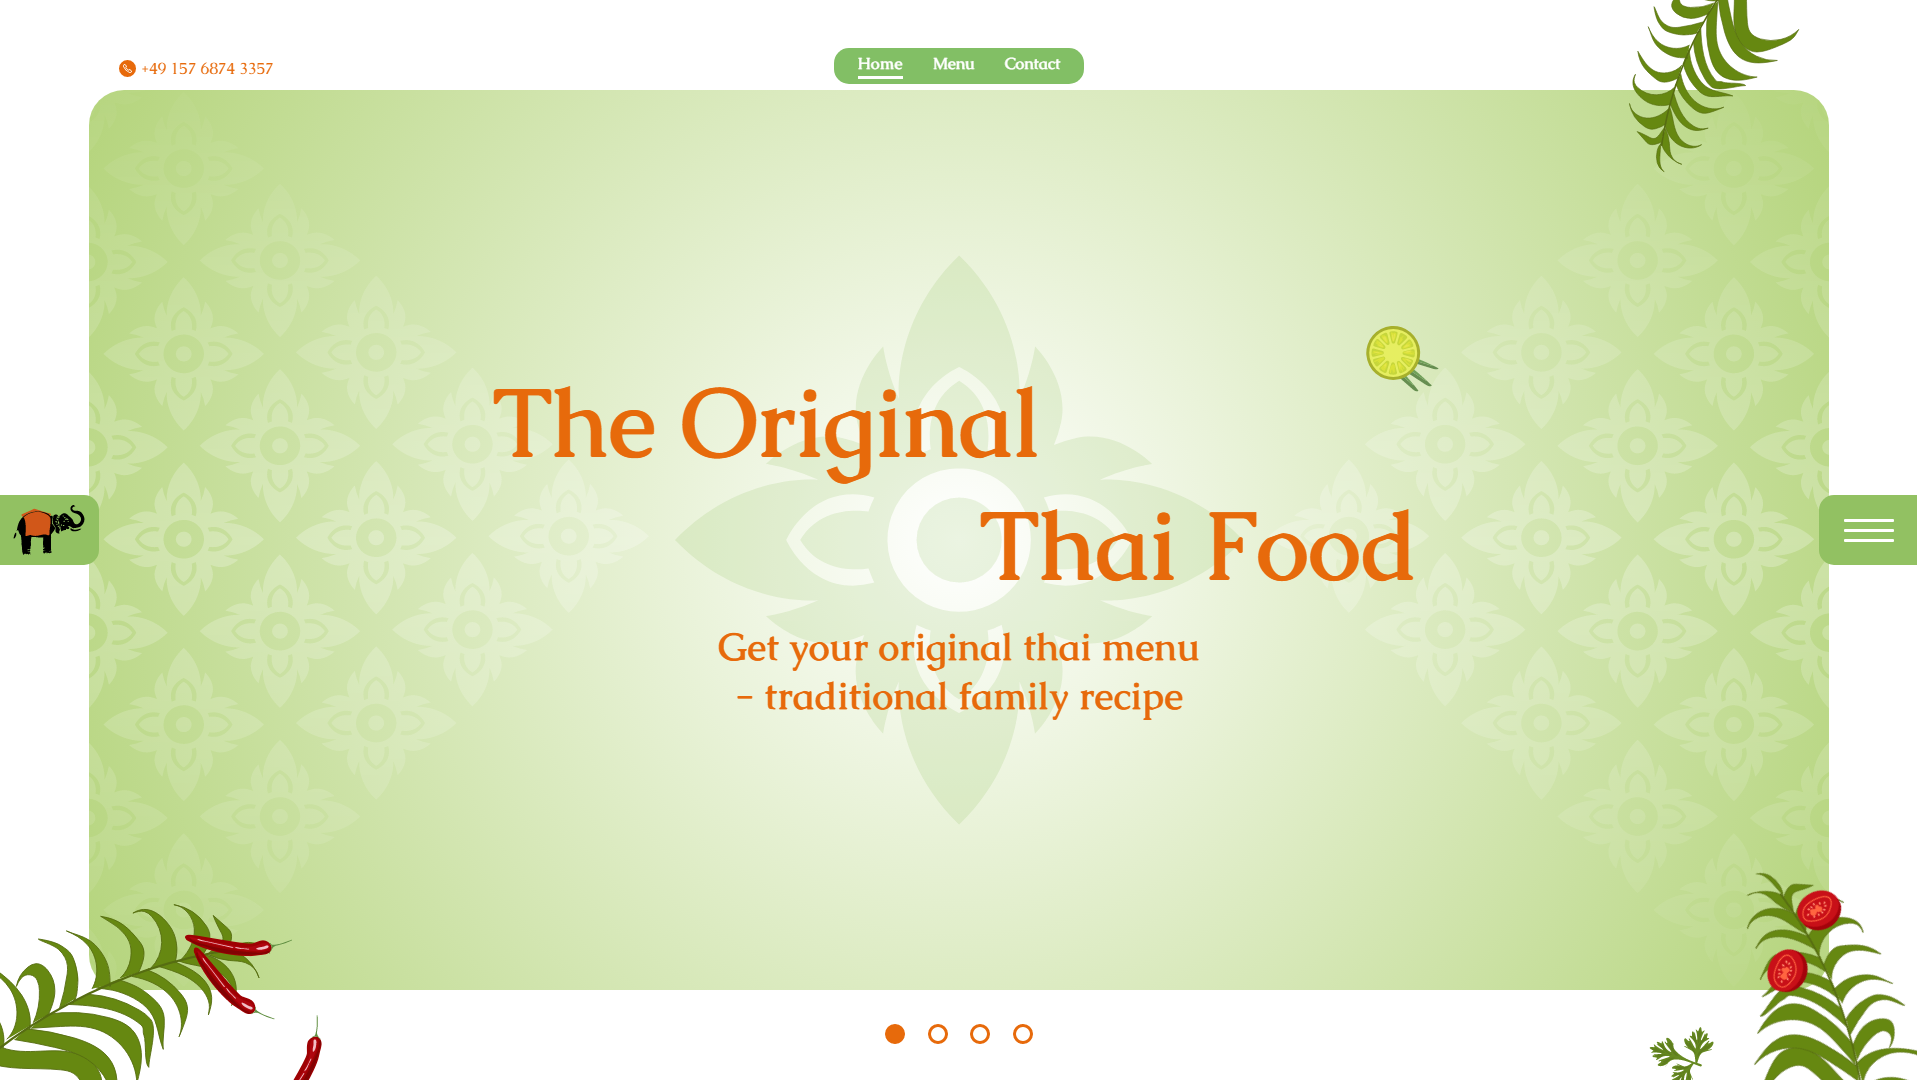 +49 157 6874 3357
Home Menu Contact
The Original
Thai Food
Get your original thai menu
- traditional family recipe